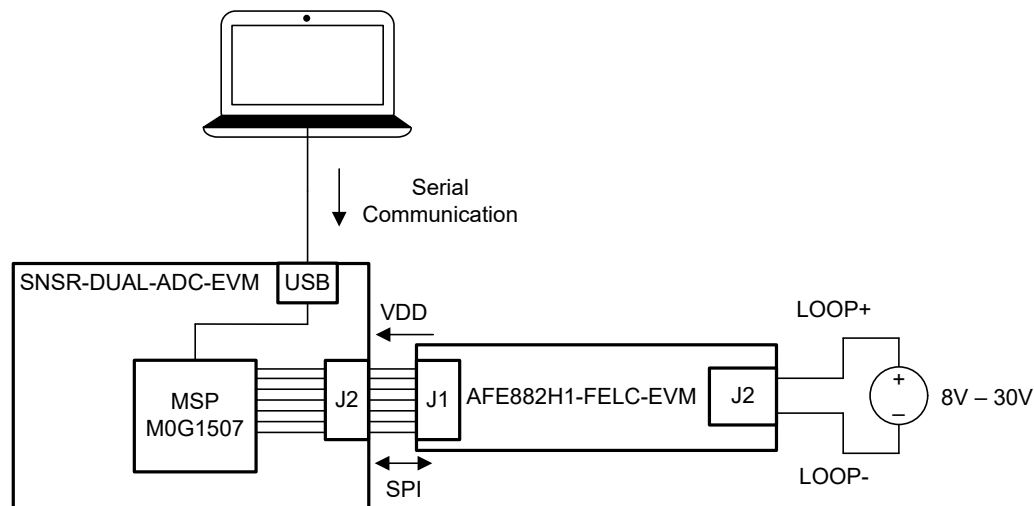 Serial
Communication
SNSR-DUAL-ADC-EVM
USB
VDD
LOOP+
MSP
M0G1507
J2
J1
AFE882H1-FELC-EVM
J2
+
–
8V – 30V
SPI
LOOP-